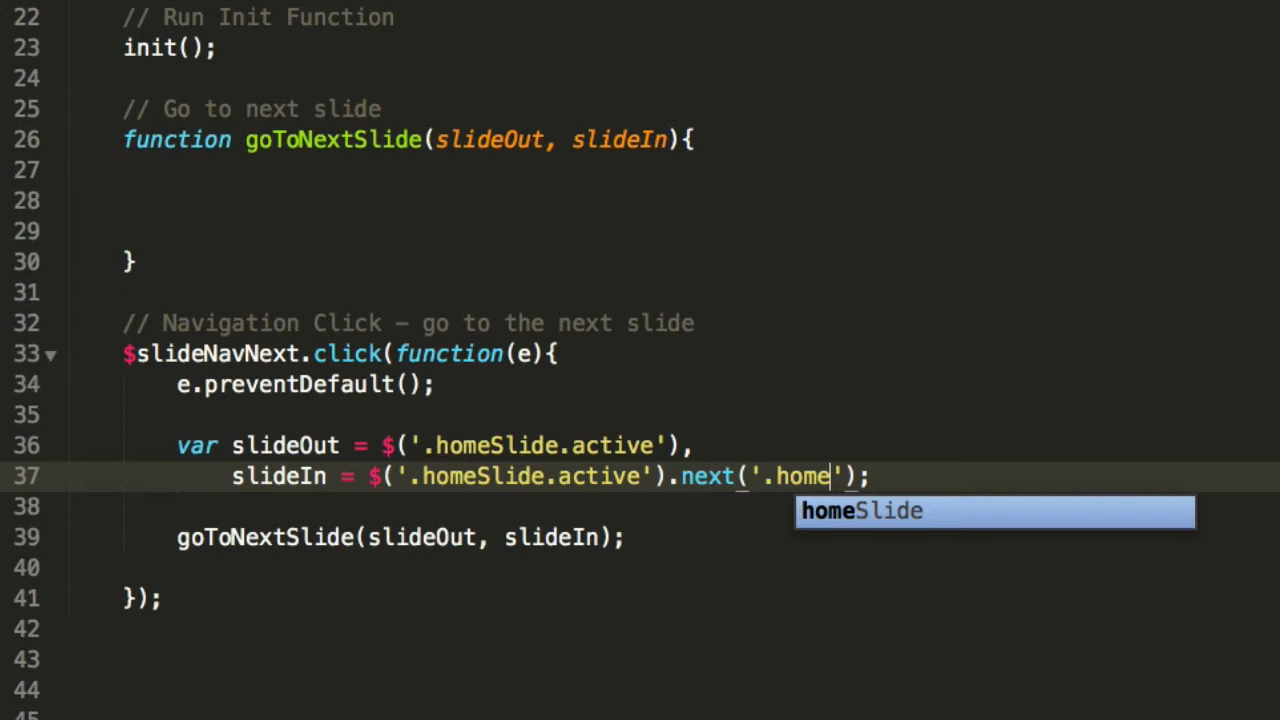 22 // Run Init Function
23 init();
24
25 // Go to next slide
26 function goToNextSlide(slideOut, slideIn){
27
28
29
30 }
31
32 // Navigation Click – go to the next slide
33 $slideNavNext.click(function(e){
34 e.preventDefault();
35
36 var slideOut = $('.homeSlide.active'),
37 slideIn = $('.homeSlide.active').next('.home');
homeSlide
38
39 goToNextSlide(slideOut, slideIn);
40
41 });
42
43
44
45